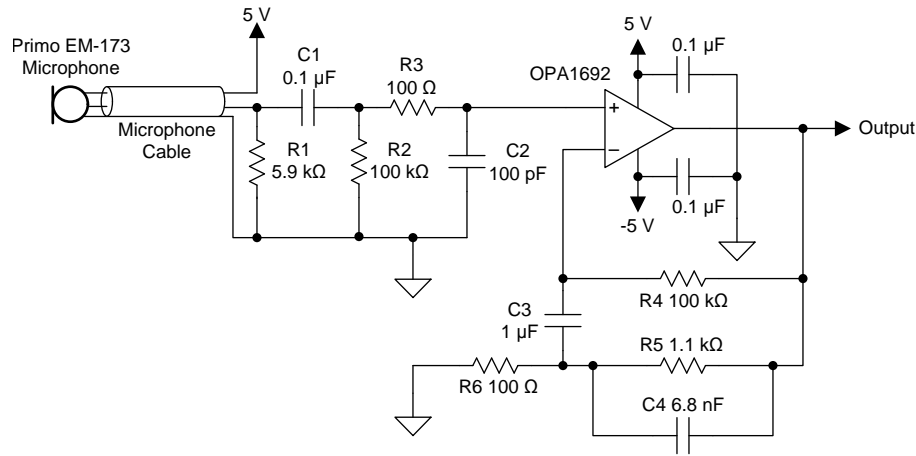 Primo EM-173
Microphone
Microphone
Cable
5 V
R1
5.9 kΩ
C1
0.1 µF
R2
100 kΩ
R3
100 Ω
C2
100 pF
OPA1692
5 V
0.1 µF
+
–
0.1 µF
-5 V
Output
R4 100 kΩ
C3
1 µF
R5 1.1 kΩ
R6 100 Ω
C4 6.8 nF